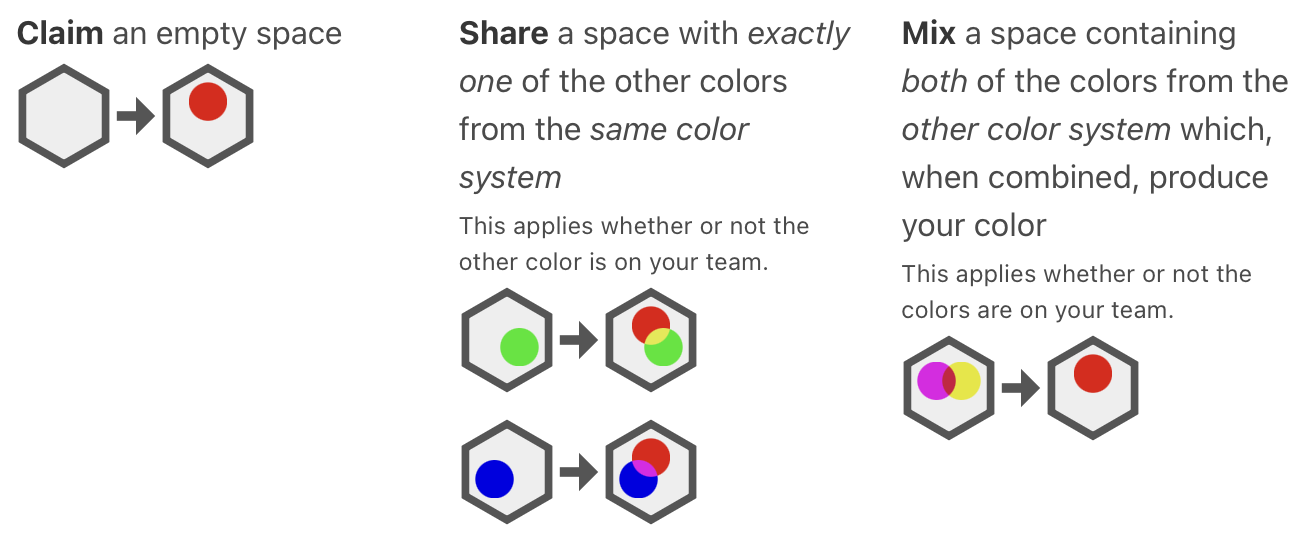 Claim an empty space
Share a space with exactly
one of the other colors
from the same color
system
This applies whether or not the
other color is on your team.
Mix a space containing
both of the colors from the
other color system which,
when combined, produce
your color
This applies whether or not the
colors are on your team.